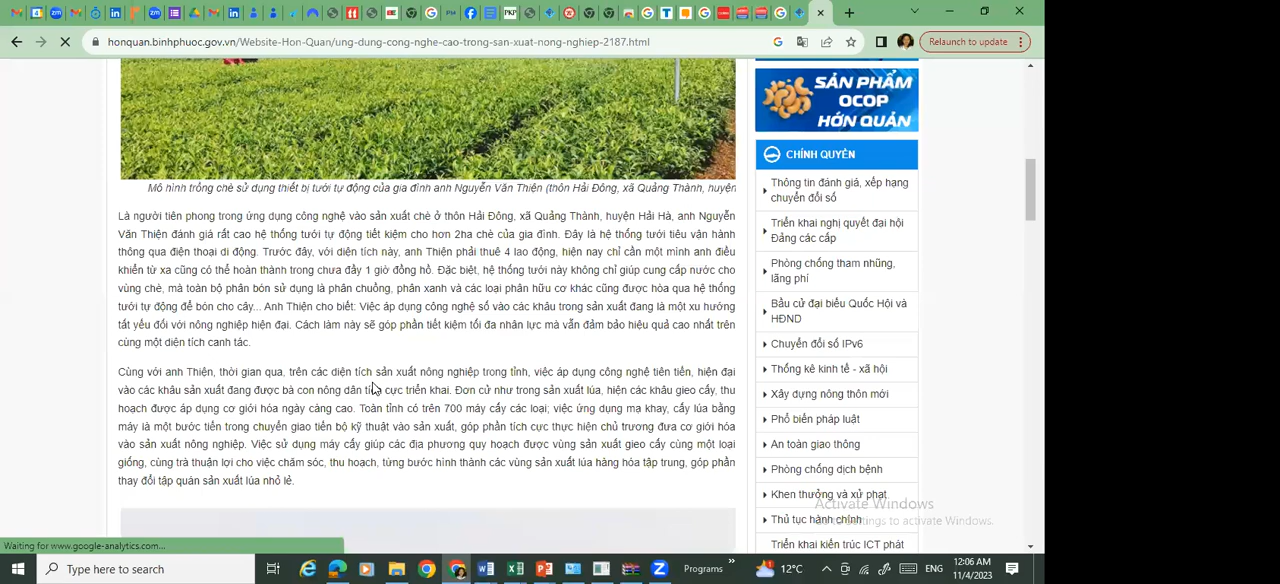 honquan.binhphuoc.gov.vn/Website-Hon-Quan/ung-dung-cong-nghe-cao-trong-san-xuat-nong-nghiep-2187.html
Relaunch to update
Mô hình trồng chè sử dụng thiết bị tưới tự động của gia đình anh Nguyễn Văn Thiện (thôn Hải Đông, xã Quảng Thành, huyện
Là người tiên phong trong ứng dụng công nghệ vào sản xuất chè ở thôn Hải Đông, xã Quảng Thành, huyện Hải Hà, anh Nguyễn
Văn Thiện đánh giá rất cao hệ thống tưới tự động tiết kiệm cho hơn 2ha chè của gia đình. Đây là hệ thống tưới tiêu vận hành
thông qua điện thoại di động. Trước đây, với diện tích này, anh Thiện phải thuê 4 lao động, hiện nay chỉ cần một mình anh điều
khiển từ xa cũng có thể hoàn thành trong chưa đầy 1 giờ đồng hồ. Đặc biệt, hệ thống tưới này không chỉ giúp cung cấp nước cho
vùng chè, mà toàn bộ phân bón sử dụng là phân chuồng, phân xanh và các loại phân hữu cơ khác cũng được hòa qua hệ thống
tưới tự động để bón cho cây... Anh Thiện cho biết: Việc áp dụng công nghệ số vào các khâu trong sản xuất đang là một xu hướng
tất yếu đối với nông nghiệp hiện đại. Cách làm này sẽ góp phần tiết kiệm tối đa nhân lực mà vẫn đảm bảo hiệu quả cao nhất trên
cùng một diện tích canh tác.
Cùng với anh Thiện, thời gian qua, trên các diện tích sản xuất nông nghiệp trong tỉnh, việc áp dụng công nghệ tiên tiến, hiện đại
vào các khâu sản xuất đang được bà con nông dân tích cực triển khai. Đơn cử như trong sản xuất lúa, hiện các khâu gieo cấy, thu
hoạch được áp dụng cơ giới hóa ngày càng cao. Toàn tỉnh có trên 700 máy cấy các loại; việc ứng dụng mạ khay, cấy lúa bằng
máy là một bước tiến trong chuyển giao tiến bộ kỹ thuật vào sản xuất, góp phần tích cực thực hiện chủ trương đưa cơ giới hóa
vào sản xuất nông nghiệp. Việc sử dụng máy cấy giúp các địa phương quy hoạch được vùng sản xuất gieo cấy cùng một loại
giống, cùng trà thuận lợi cho việc chăm sóc, thu hoạch, từng bước hình thành các vùng sản xuất lúa hàng hóa tập trung, góp phần
thay đổi tập quán sản xuất lúa nhỏ lẻ.
SẢN PHẨM
OCOP
HỚN QUẢN
CHÍNH QUYỀN
Thông tin đánh giá, xếp hạng
chuyển đổi số
Triển khai nghị quyết đại hội
Đảng các cấp
Phòng chống tham nhũng,
lãng phí
Bầu cử đại biểu Quốc Hội và
HĐND
Chuyển đổi số IPv6
Thống kê kinh tế - xã hội
Xây dựng nông thôn mới
Phổ biến pháp luật
An toàn giao thông
Phòng chống dịch bệnh
Khen thưởng và xử phạt
Thủ tục hành chính
Triển khai kiến trúc ICT phát
Activate Windows
Go to Settings to activate Windows.
Waiting for www.google-analytics.com...
Type here to search
Programs
12°C
ENG
12:06 AM
11/4/2023